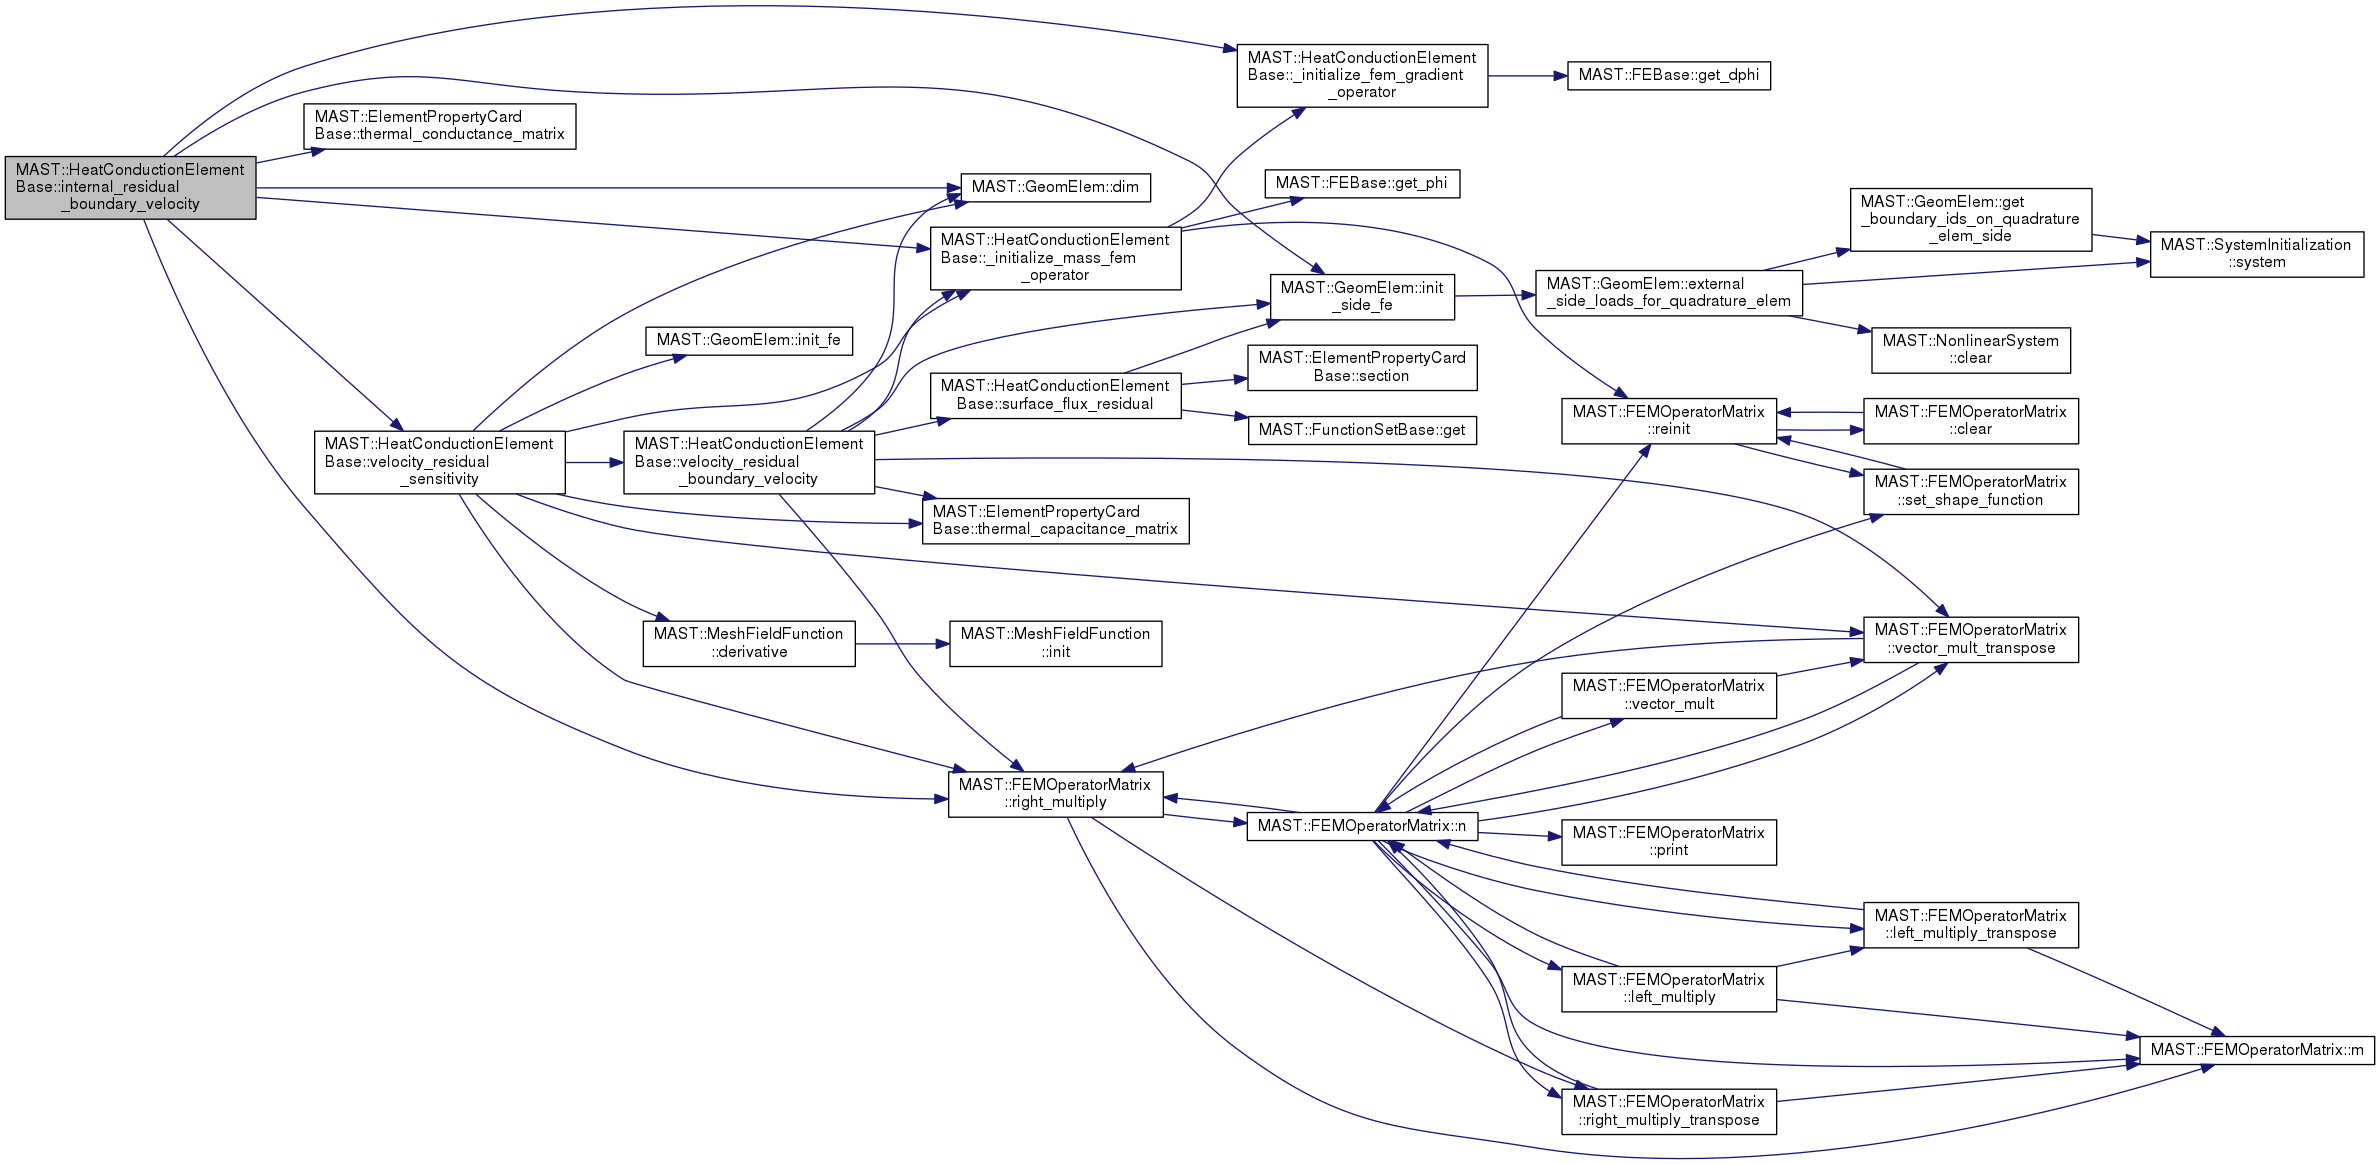 MAST::HeatConductionElement
Base::internal_residual
_boundary_velocity
MAST::ElementPropertyCard
Base::thermal_conductance_matrix
MAST::HeatConductionElement
Base::velocity_residual
_sensitivity
MAST::GeomElem::init_fe
MAST::HeatConductionElement
Base::velocity_residual
_boundary_velocity
MAST::MeshFieldFunction
::derivative
MAST::GeomElem::dim
MAST::HeatConductionElement
Base::_initialize_mass_fem
_operator
MAST::HeatConductionElement
Base::surface_flux_residual
MAST::ElementPropertyCard
Base::thermal_capacitance_matrix
MAST::MeshFieldFunction
::init
MAST::FEMOperatorMatrix
::right_multiply
MAST::HeatConductionElement
Base::_initialize_fem_gradient
_operator
MAST::FEBase::get_phi
MAST::GeomElem::init
_side_fe
MAST::ElementPropertyCard
Base::section
MAST::FunctionSetBase::get
MAST::FEMOperatorMatrix::n
MAST::FEBase::get_dphi
MAST::GeomElem::external
_side_loads_for_quadrature_elem
MAST::FEMOperatorMatrix
::reinit
MAST::FEMOperatorMatrix
::vector_mult
MAST::FEMOperatorMatrix
::print
MAST::FEMOperatorMatrix
::left_multiply
MAST::FEMOperatorMatrix
::right_multiply_transpose
MAST::GeomElem::get
_boundary_ids_on_quadrature
_elem_side
MAST::NonlinearSystem
::clear
MAST::FEMOperatorMatrix
::clear
MAST::FEMOperatorMatrix
::set_shape_function
MAST::FEMOperatorMatrix
::vector_mult_transpose
MAST::FEMOperatorMatrix
::left_multiply_transpose
MAST::SystemInitialization
::system
MAST::FEMOperatorMatrix::m